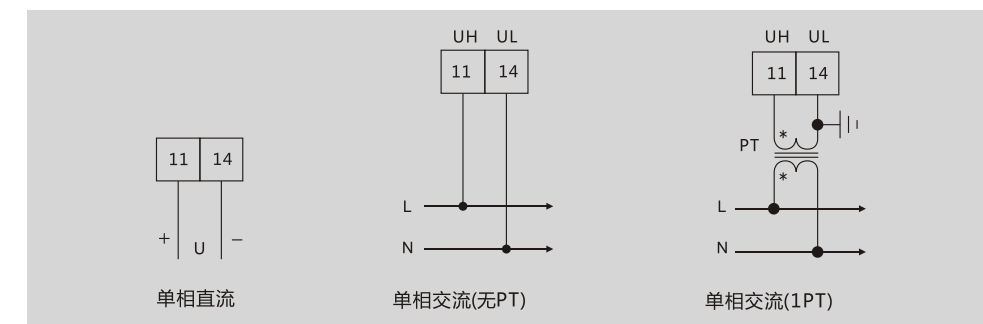 11 14
+ U −
单相直流
UH UL
11 14
L
N
单相交流(无PT)
UH UL
11 14
PT
*
*
L
N
单相交流(1PT)